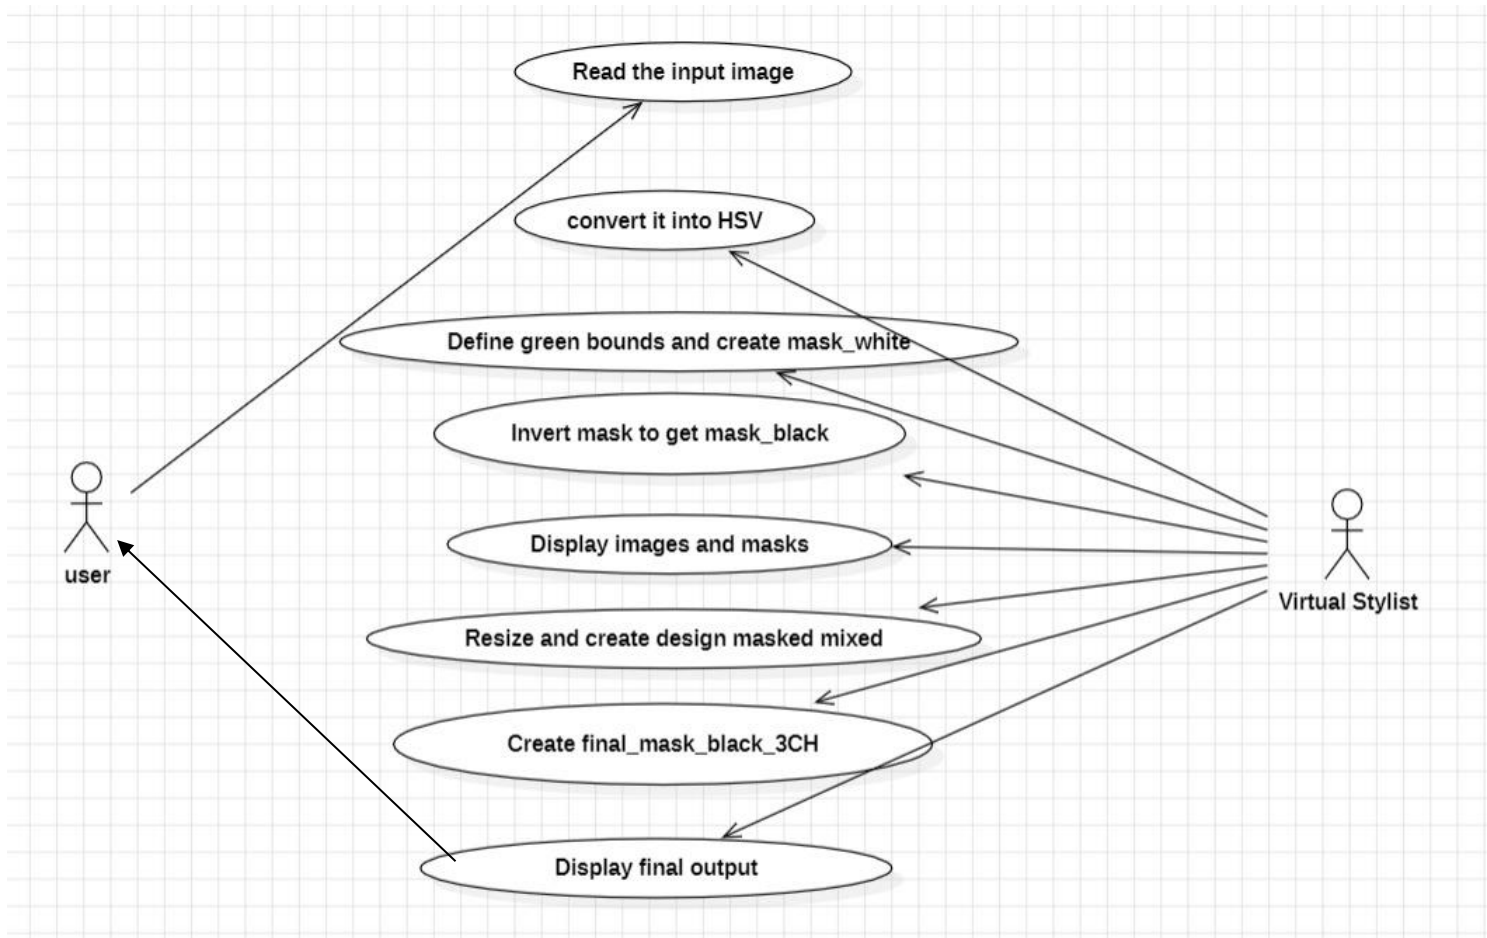 Read the input image
convert it into HSV
Define green bounds and create mask_white
Invert mask to get mask_black
Display images and masks
user
Virtual Stylist
Resize and create design masked mixed
Create final_mask_black_3CH
Display final output